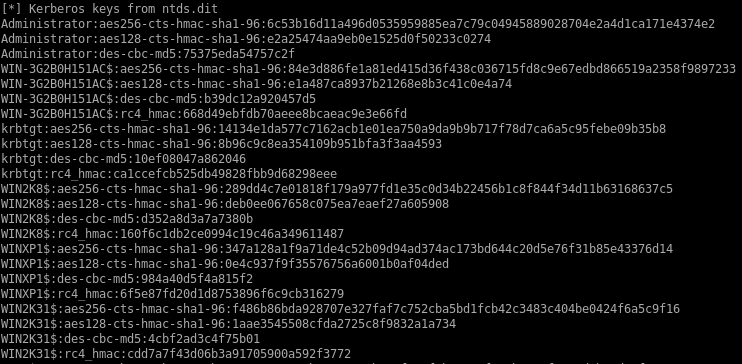 [*] Kerberos keys from ntds.dit
Administrator:aes256-cts-hmac-sha1-96:6c53b16d11a496d0535959885ea7c79c04945889028704e2a4d1ca171e4374e2
Administrator:aes128-cts-hmac-sha1-96:e2a25474aa9eb0e1525d0f50233c0274
Administrator:des-cbc-md5:75375eda54757c2f
WIN-3G2B0H151AC$:aes256-cts-hmac-sha1-96:84e3d886fe1a81ed415d36f438c036715fd8c9e67edbd866519a2358f9897233
WIN-3G2B0H151AC$:aes128-cts-hmac-sha1-96:e1a487ca8937b21268e8b3c41c0e4a74
WIN-3G2B0H151AC$:des-cbc-md5:b39dc12a920457d5
WIN-3G2B0H151AC$:rc4_hmac:668d49ebfdb70aeee8bcaeac9e3e66fd
krbtgt:aes256-cts-hmac-sha1-96:14134e1da577c7162acb1e01ea750a9da9b9b717f78d7ca6a5c95febe09b35b8
krbtgt:aes128-cts-hmac-sha1-96:8b96c9c8ea354109b951bfa3f3aa4593
krbtgt:des-cbc-md5:10ef08047a862046
krbtgt:rc4_hmac:ca1ccefcb525db49828fbb9d68298eee
WIN2K8$:aes256-cts-hmac-sha1-96:289dd4c7e01818f179a977fd1e35c0d34b22456b1c8f844f34d11b63168637c5
WIN2K8$:aes128-cts-hmac-sha1-96:deb0ee067658c075ea7eaef27a605908
WIN2K8$:des-cbc-md5:d352a8d3a7a7380b
WIN2K8$:rc4_hmac:160f6c1db2ce0994c19c46a349611487
WINXP1$:aes256-cts-hmac-sha1-96:347a128a1f9a71de4c52b09d94ad374ac173bd644c20d5e76f31b85e43376d14
WINXP1$:aes128-cts-hmac-sha1-96:0e4c937f9f35576756a6001b0af04ded
WINXP1$:des-cbc-md5:984a40d5f4a815f2
WINXP1$:rc4_hmac:6f5e87fd20d1d8753896f6c9cb316279
WIN2K31$:aes256-cts-hmac-sha1-96:f486b86bda928707e327faf7c752cba5bd1fcb42c3483c404be0424f6a5c9f16
WIN2K31$:aes128-cts-hmac-sha1-96:1aae3545508cfda2725c8f9832a1a734
WIN2K31$:des-cbc-md5:4cbf2ad3c4f75b01
WIN2K31$:rc4_hmac:cdd7a7f43d06b3a91705900a592f3772